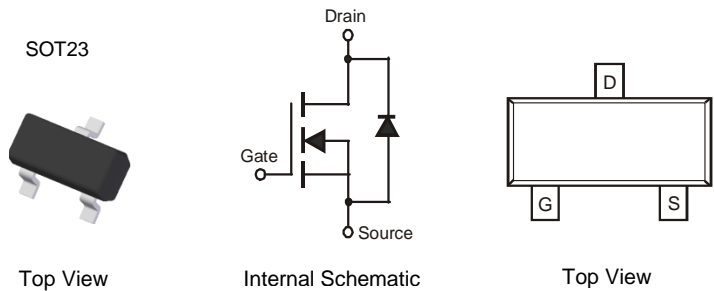 SOT23
Drain
Gate
Source
D
G
S
Top View
Internal Schematic
Top View